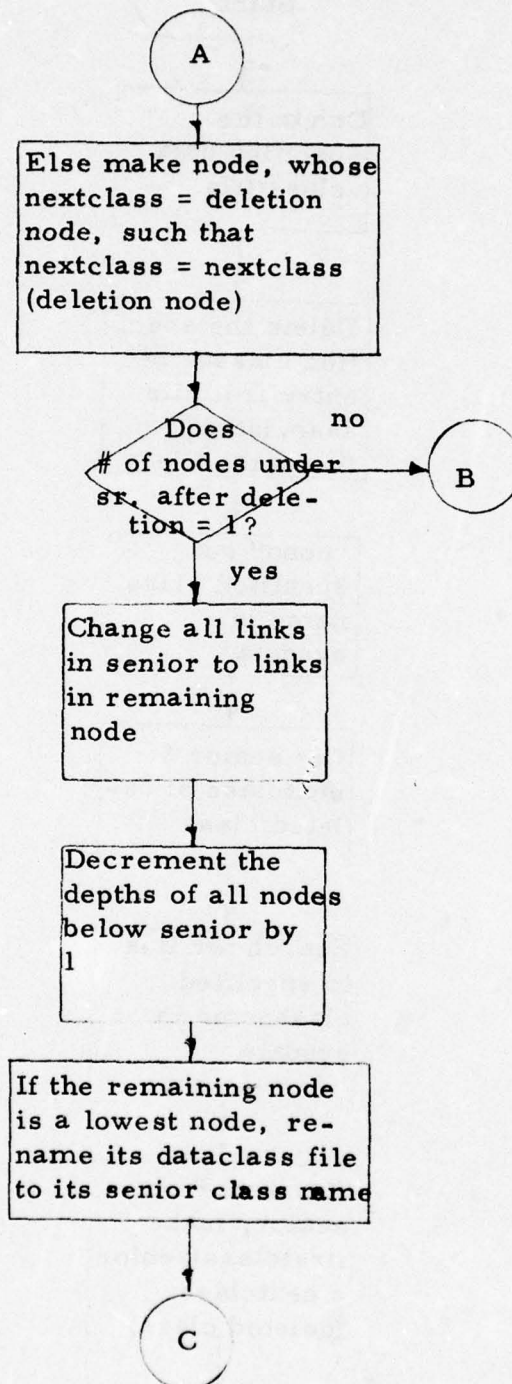 A
Else make node, whose
nextclass = deletion
node, such that
nextclass = nextclass
(deletion node)
Does
# of nodes under
sr. after dele-
tion = 1?
no
B
yes
Change all links
in senior to links
in remaining
node
Decrement the
depths of all nodes
below senior by
1
If the remaining node
is a lowest node, re-
name its dataclass file
to its senior class name
C